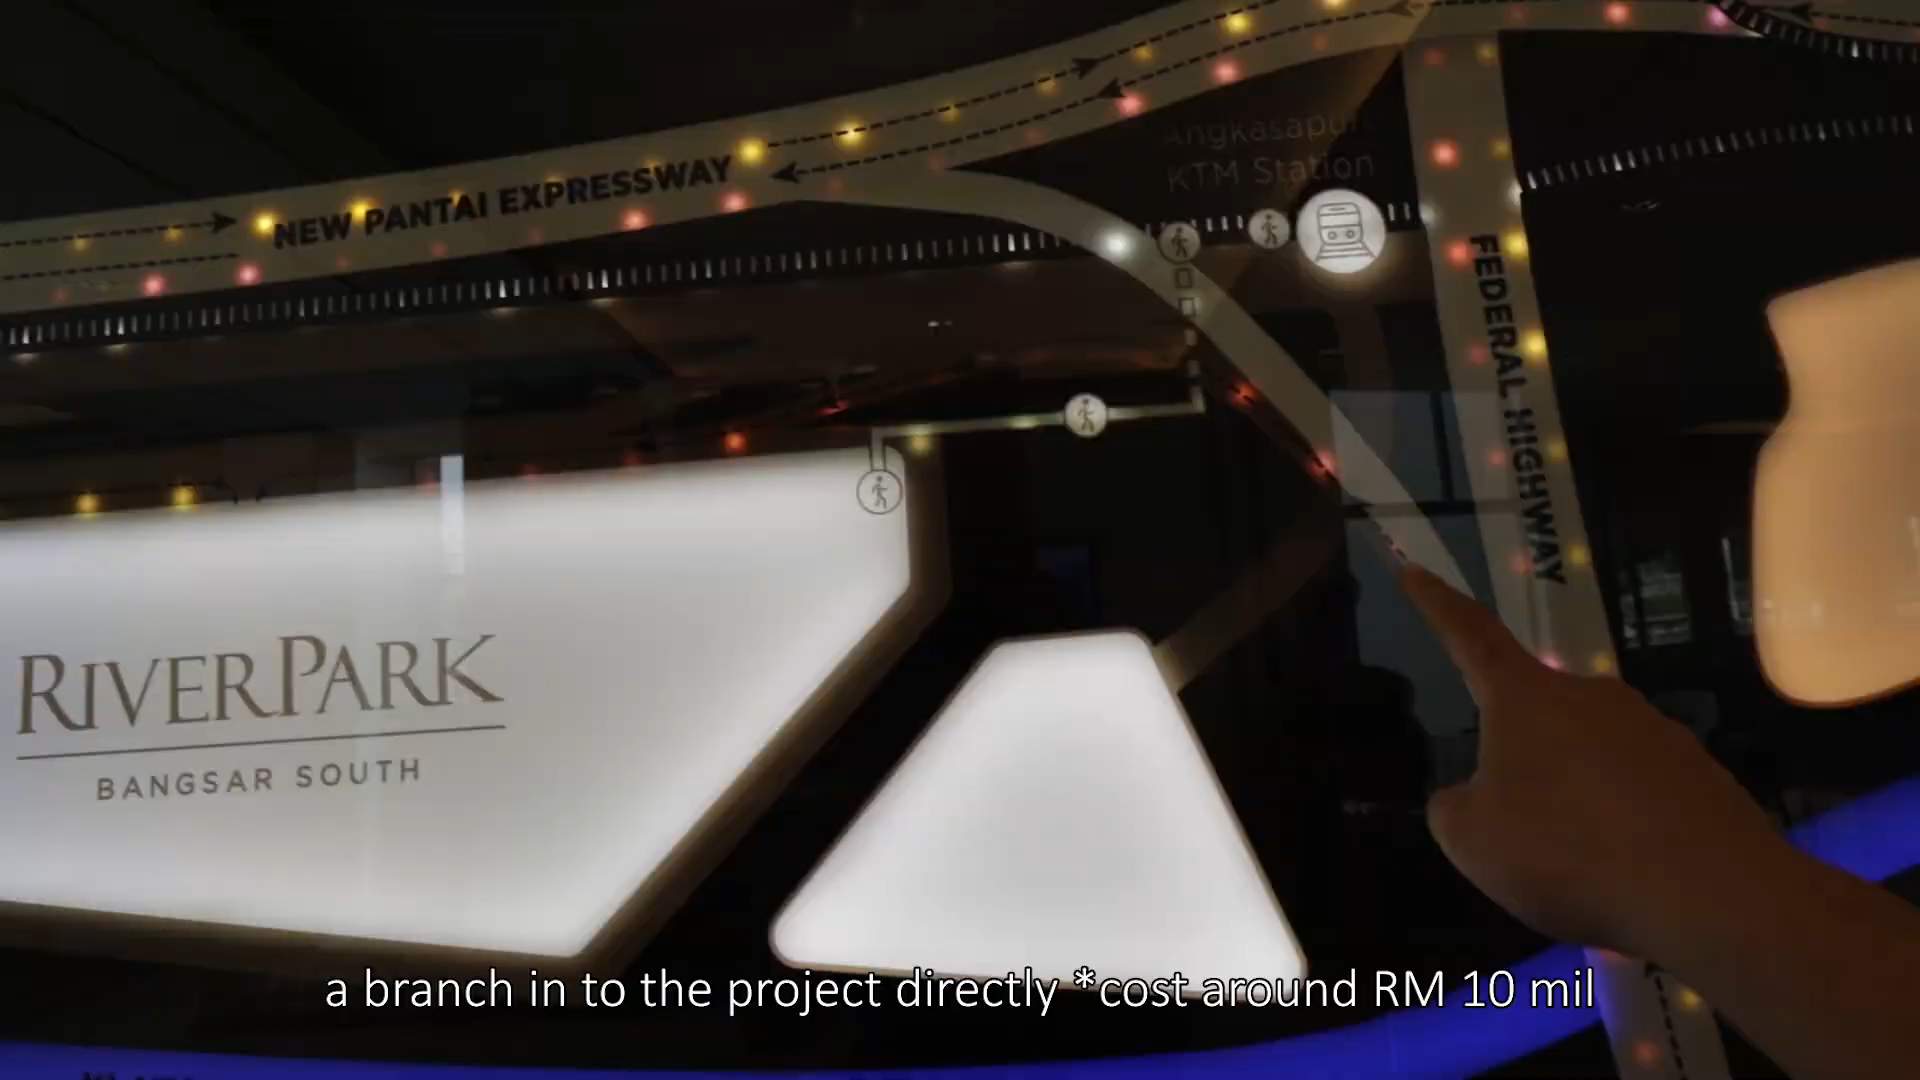 NEW PANTAI EXPRESSWAY
Angkasapuri
KTM Station
FEDERAL HIGHWAY
RIVERPARK
BANGSAR SOUTH
a branch in to the project directly *cost around RM 10 mil